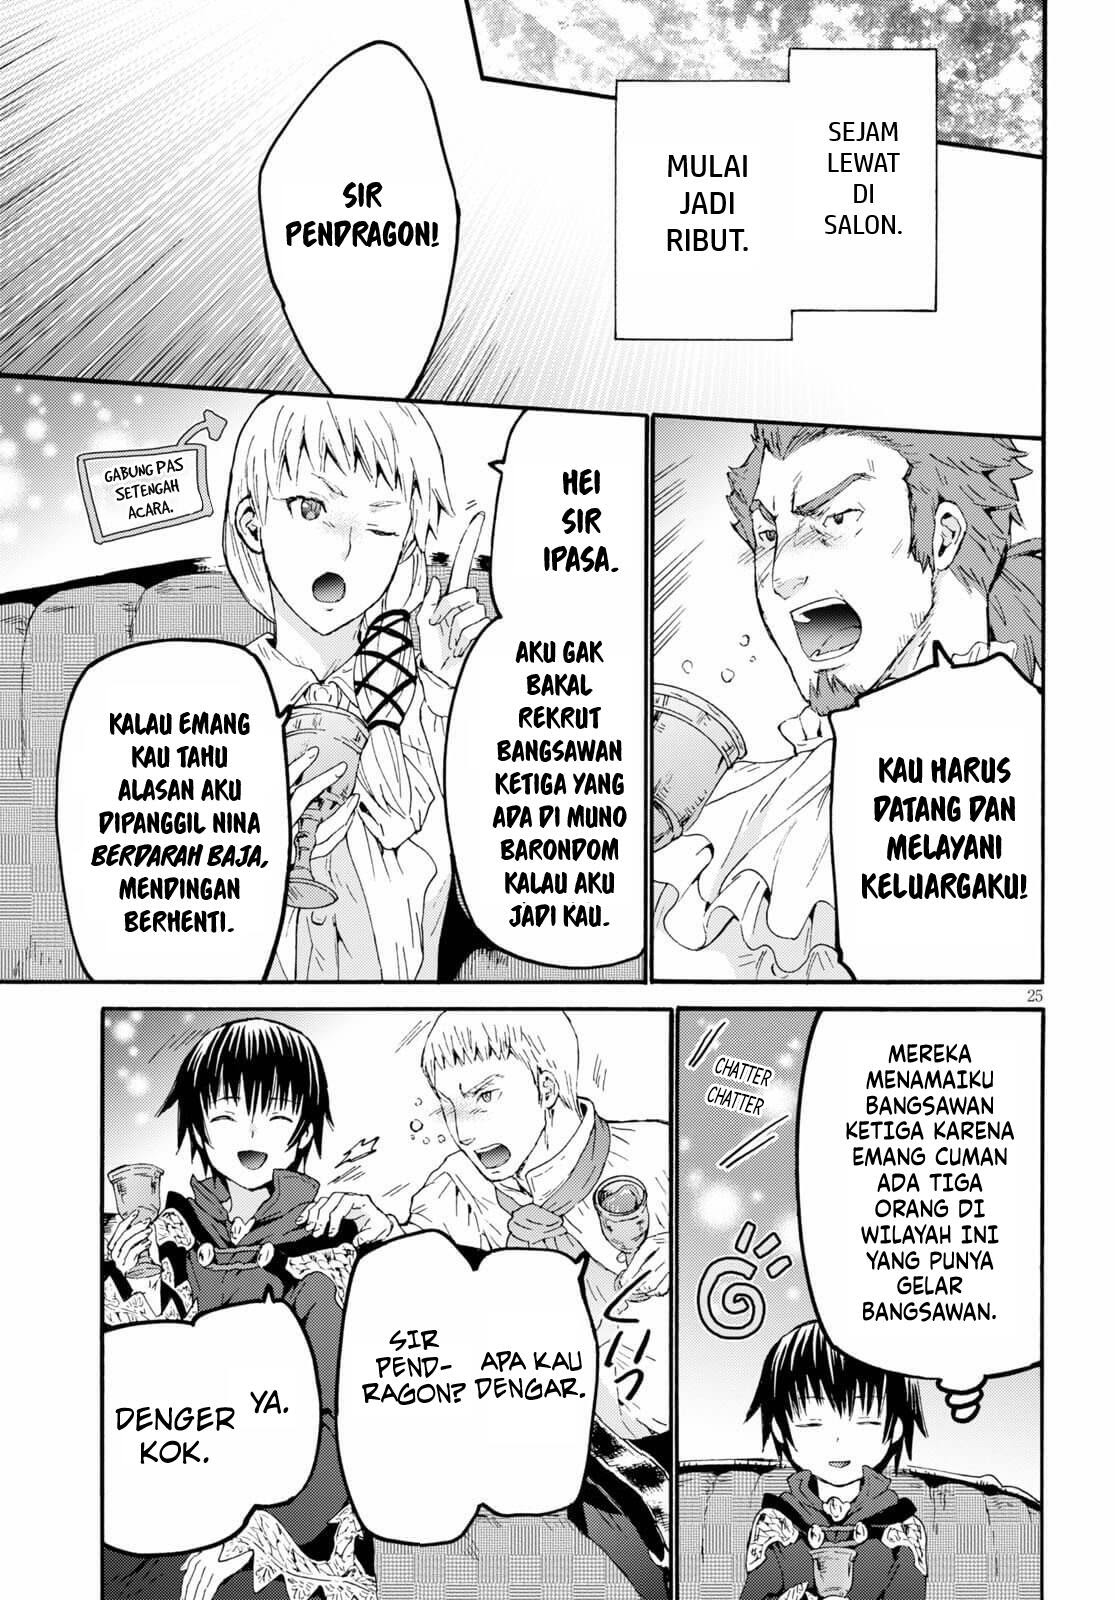 SEJAM
LEWAT
DI
SALON.
MULAI
JADI
RIBUT.
SIR
PENDRAGON!
KAU HARUS
DATANG DAN
MELAYANI
KELUARGAKU!
HEI
SIR
IPASA.
AKU GAK
BAKAL
REKRUT
BANGSAWAN
KETIGA YANG
ADA DI MUNO
BARONDOM
KALAU AKU
JADI KAU.
GABUNG PAS
SETENGAH
ACARA.
KALAU EMANG
KAU TAHU
ALASAN AKU
DIPANGGIL NINA
BERDARAH BAJA,
MENDINGAN
BERHENTI.
25
MEREKA
MENAMAIKU
BANGSAWAN
KETIGA KARENA
EMANG CUMAN
ADA TIGA
ORANG DI
WILAYAH INI
YANG PUNYA
GELAR
BANGSAWAN.
CHATTER
CHATTER
APA KAU
DENGAR.
SIR
PEND-
RAGON?
YA.
DENGER
KOK.